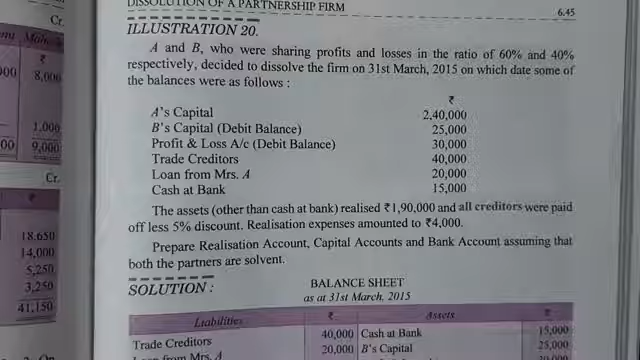 DISSOLUTION OF A PARTNERSHIP FIRM 6.45
Cr.
₹
000 8,000
1,000
00 9,000
Cr.
₹
18,650
14,000
5,250
3,250
41,150
ILLUSTRATION 20.
A and B, who were sharing profits and losses in the ratio of 60% and 40%
respectively, decided to dissolve the firm on 31st March, 2015 on which date some of
the balances were as follows :
₹
A's Capital 2,40,000
B's Capital (Debit Balance) 25,000
Profit & Loss A/c (Debit Balance) 30,000
Trade Creditors 40,000
Loan from Mrs. A 20,000
Cash at Bank 15,000
The assets (other than cash at bank) realised ₹1,90,000 and all creditors were paid
off less 5% discount. Realisation expenses amounted to ₹4,000.
Prepare Realisation Account, Capital Accounts and Bank Account assuming that
both the partners are solvent.
SOLUTION : BALANCE SHEET
as at 31st March, 2015
Liabilities ₹ Assets ₹
Trade Creditors 40,000 Cash at Bank 15,000
Loan from Mrs. A 20,000 B's Capital 25,000